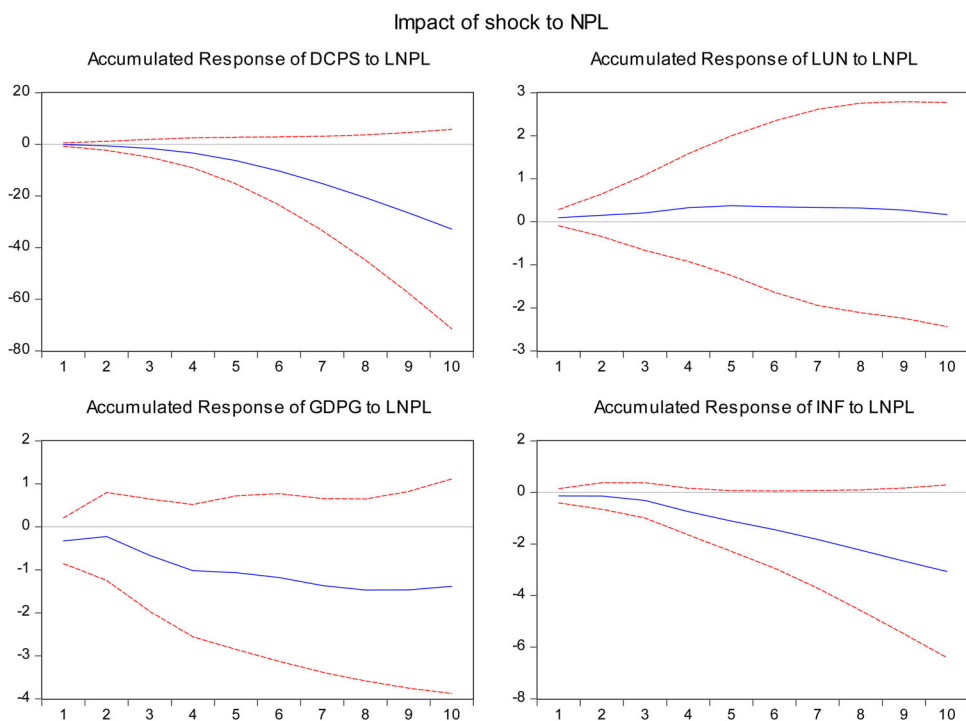 Impact of shock to NPL
Accumulated Response of DCPS to LNPL
20
0
-20
-40
-60
-80
1 2 3 4 5 6 7 8 9 10
Accumulated Response of LUN to LNPL
3
2
1
0
-1
-2
-3
1 2 3 4 5 6 7 8 9 10
Accumulated Response of GDPG to LNPL
2
1
0
-1
-2
-3
-4
1 2 3 4 5 6 7 8 9 10
Accumulated Response of INF to LNPL
2
0
-2
-4
-6
-8
1 2 3 4 5 6 7 8 9 10